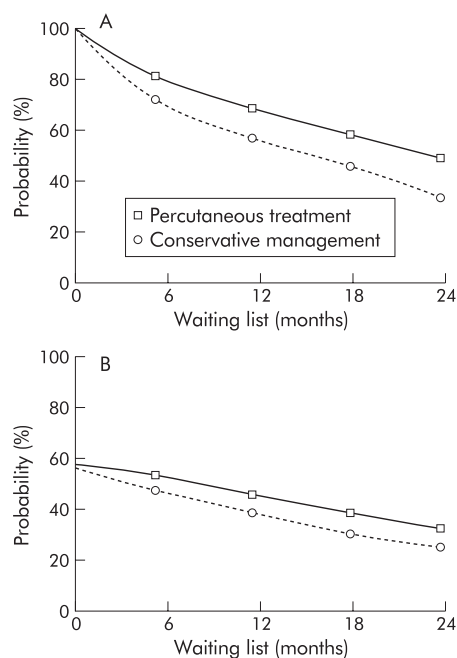 A
100
80
60
40
20
0
Probability (%)
Percutaneous treatment
Conservative management
0 6 12 18 24
Waiting list (months)
B
100
80
60
40
20
0
Probability (%)
0 6 12 18 24
Waiting list (months)